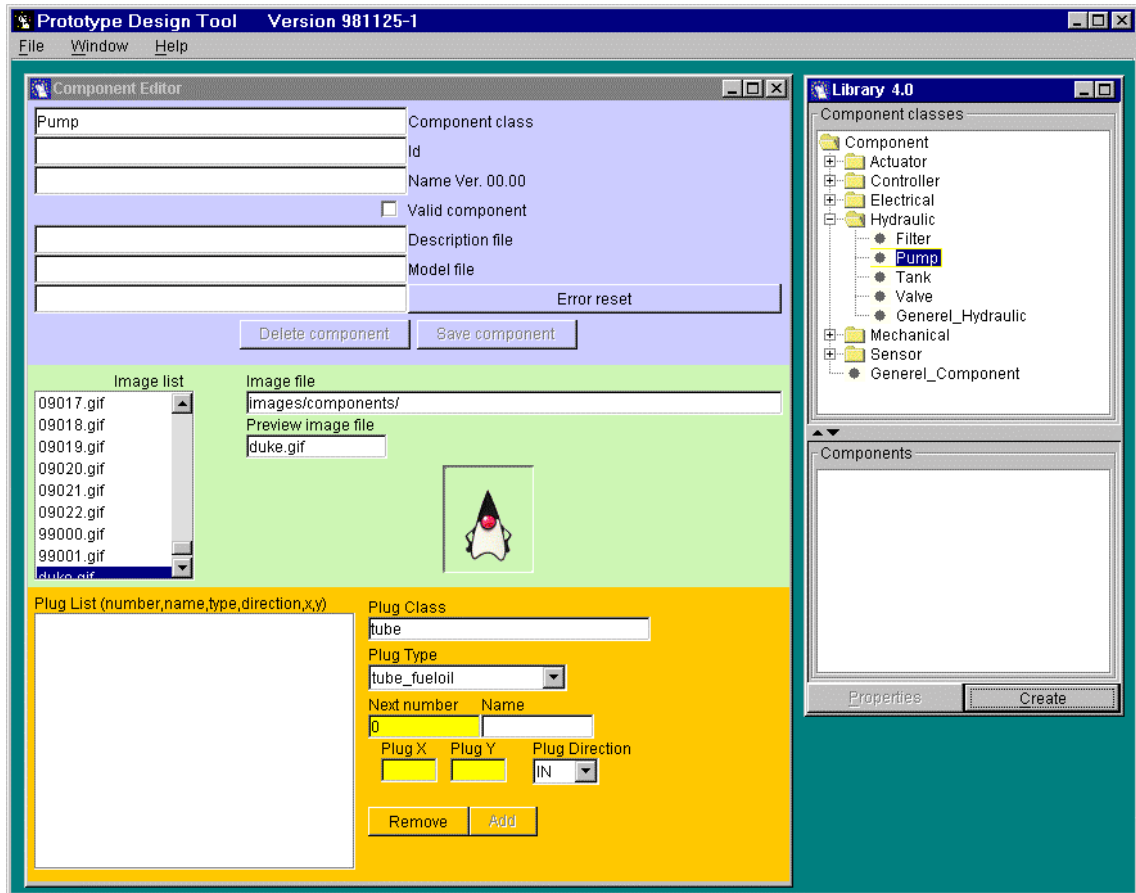 Prototype Design Tool Version 981125-1
File Window Help
Component Editor
Pump Component class
Id
Name Ver. 00.00
Valid component
Description file
Model file
Error reset
Delete component Save component
Image list
09017.gif
09018.gif
09019.gif
09020.gif
09021.gif
09022.gif
99000.gif
99001.gif
duke.gif
Image file
images/components/
Preview image file
duke.gif
Plug List (number,name,type,direction,x,y)
Plug Class
tube
Plug Type
tube_fueloil
Next number Name
0
Plug X Plug Y Plug Direction
IN
Remove Add
Library 4.0
Component classes
Component
Actuator
Controller
Electrical
Hydraulic
Filter
Pump
Tank
Valve
Generel_Hydraulic
Mechanical
Sensor
Generel_Component
Components
Properties Create